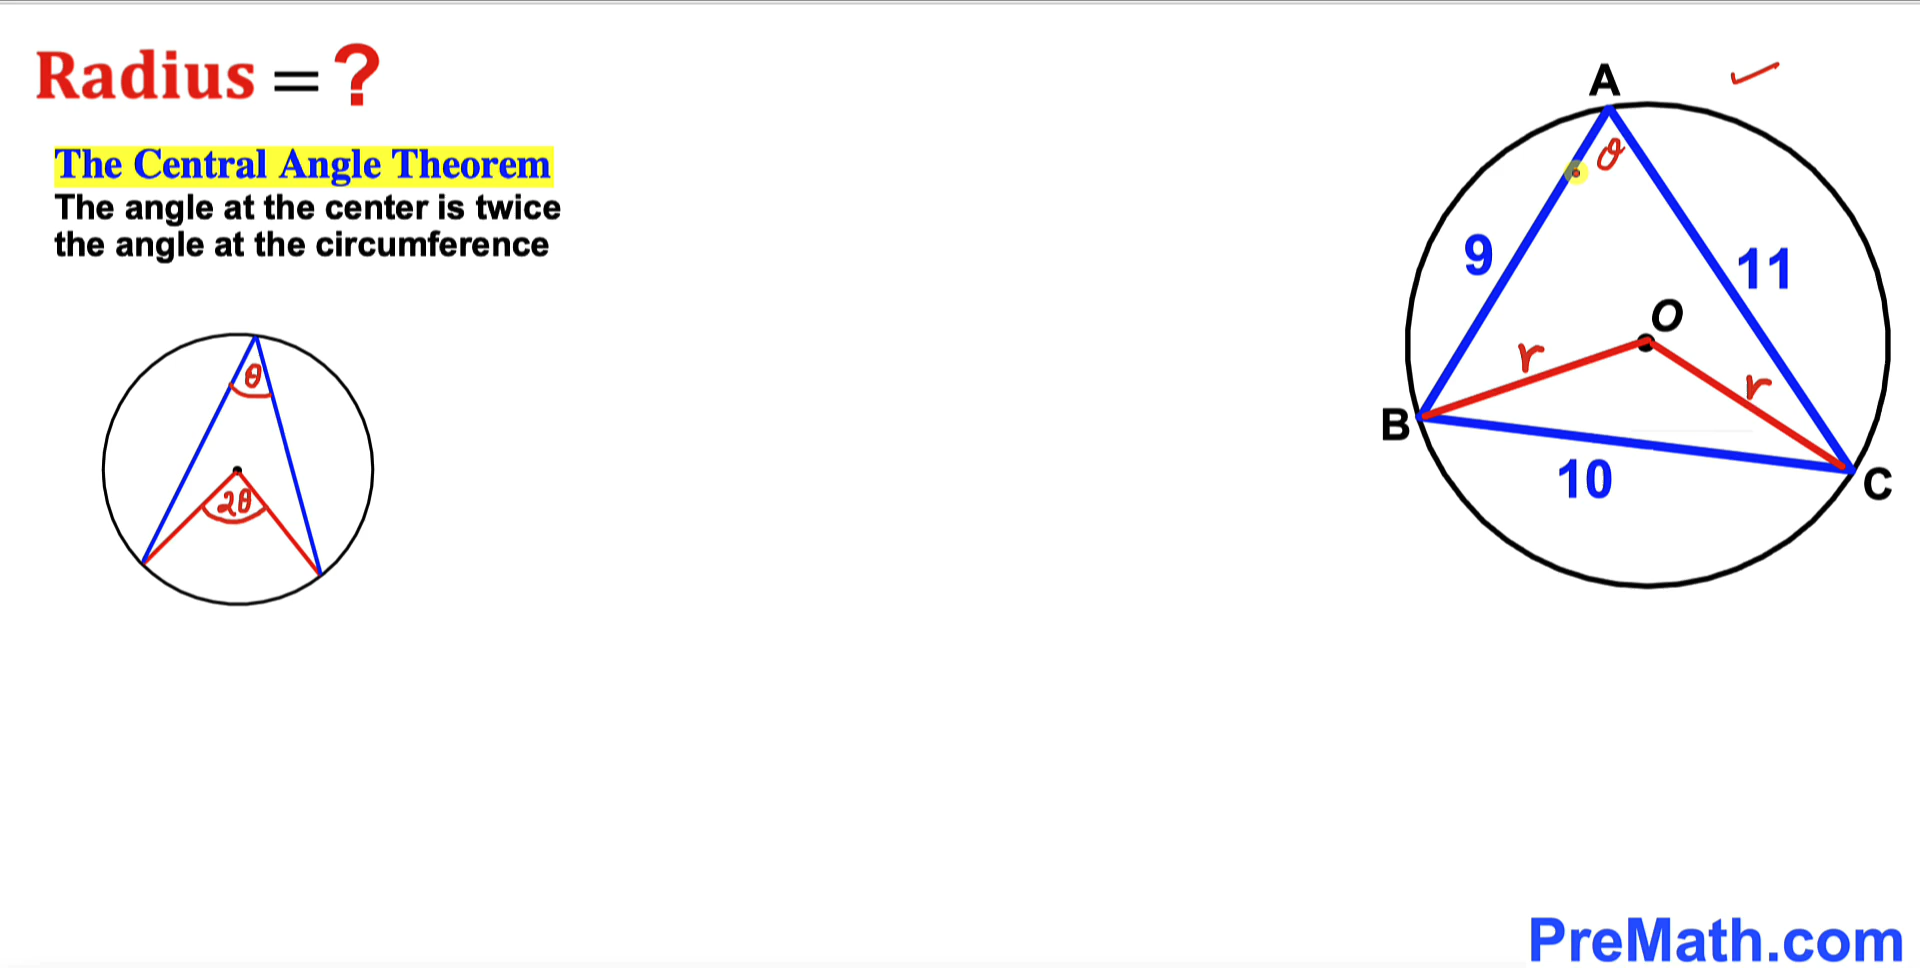 Radius = ?
The Central Angle Theorem
The angle at the center is twice
the angle at the circumference
θ
2θ
A
θ
9
11
O
r
r
B
10
C
PreMath.com